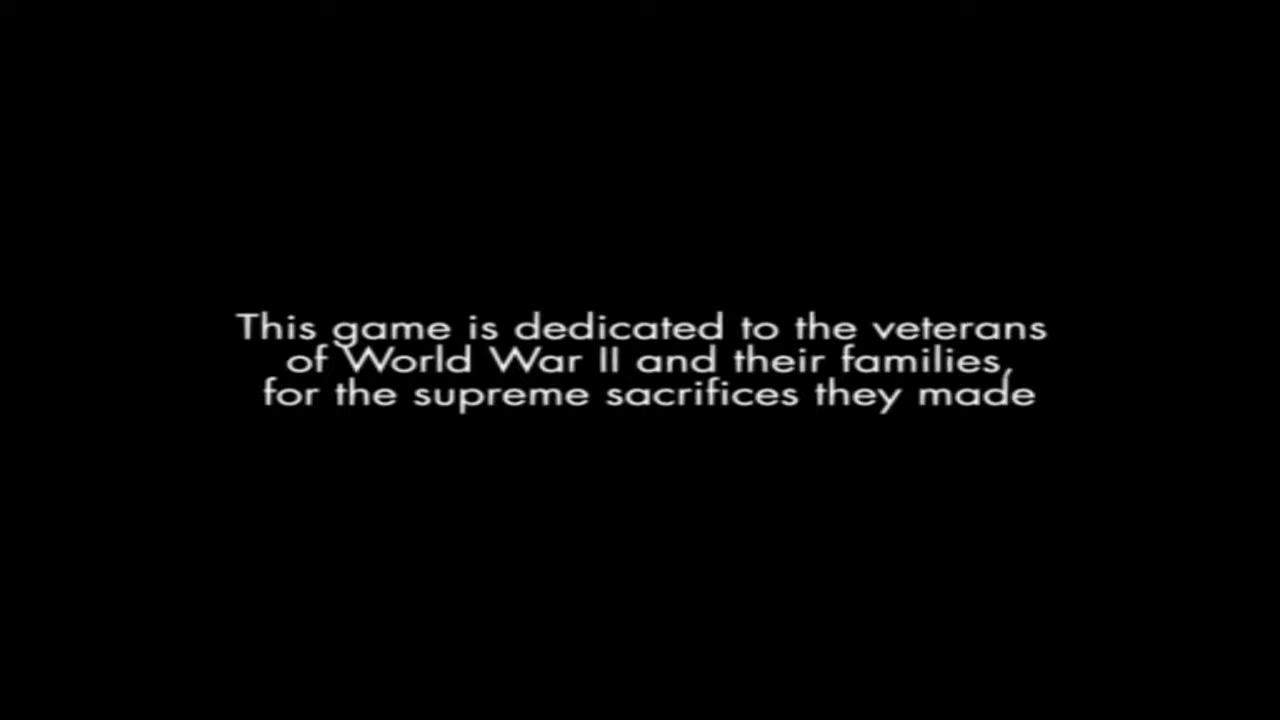 This game is dedicated to the veterans
of World War II and their families,
for the supreme sacrifices they made